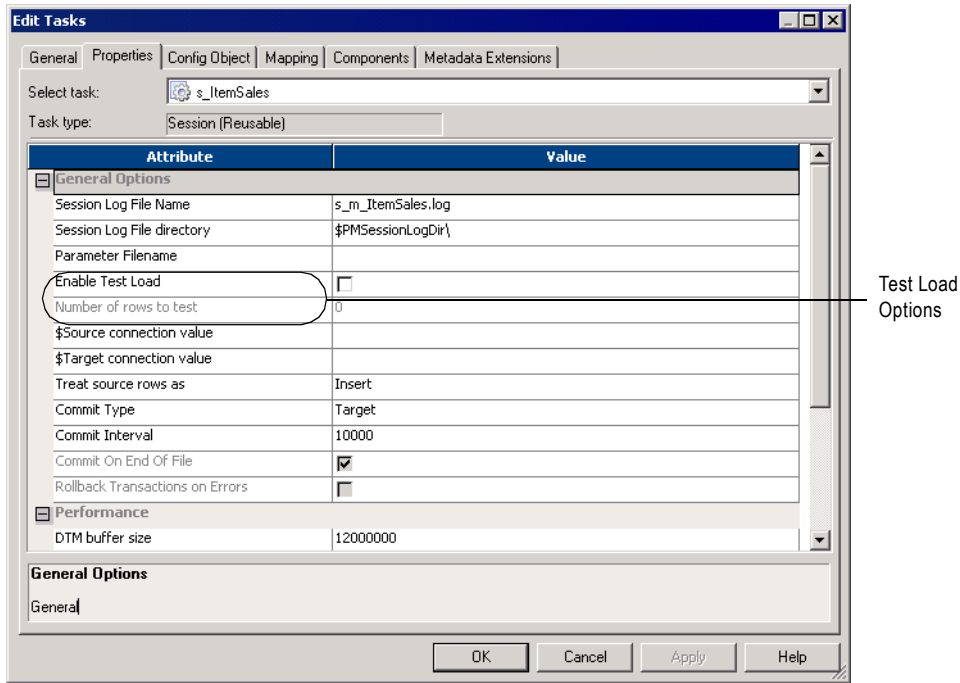 Edit Tasks
General Properties Config Object Mapping Components Metadata Extensions
Select task: s_ItemSales
Task type: Session (Reusable)
Attribute Value
General Options
Session Log File Name s_m_ItemSales.log
Session Log File directory $PMSessionLogDir\
Parameter Filename
Enable Test Load
Number of rows to test 0
Test Load
Options
$Source connection value
$Target connection value
Treat source rows as Insert
Commit Type Target
Commit Interval 10000
Commit On End Of File
Rollback Transactions on Errors
Performance
DTM buffer size 12000000
General Options
General
OK Cancel Apply Help